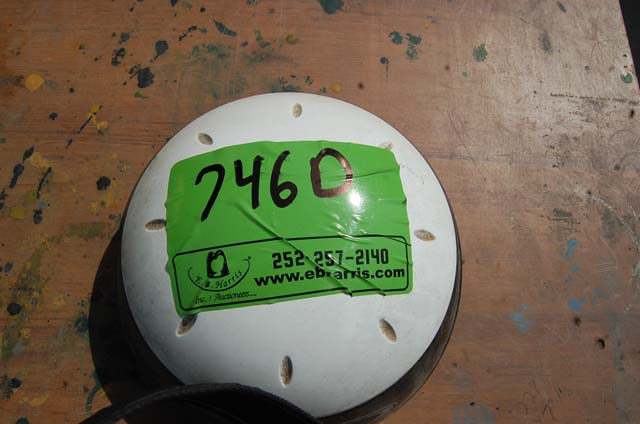 746D
252-257-2140
www.ebharris.com
E. B. Harris
Inc. / Auctioneers